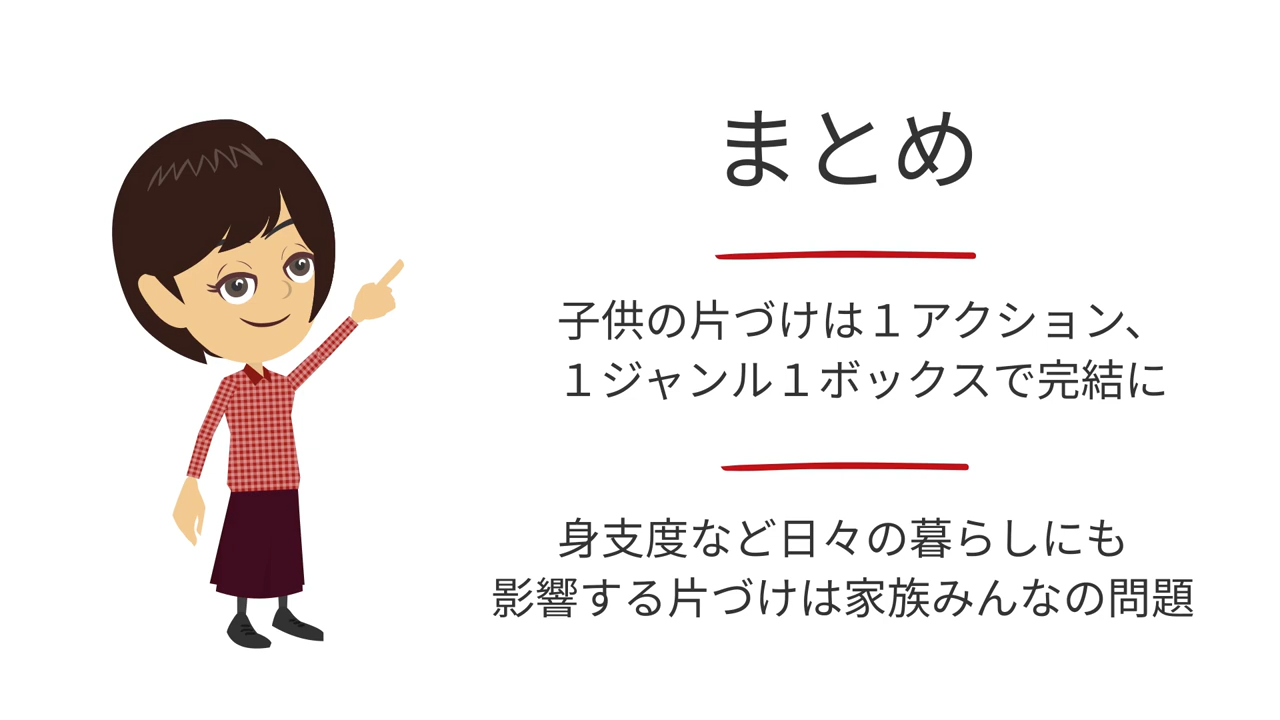 まとめ
子供の片づけは１アクション、
１ジャンル１ボックスで完結に
身支度など日々の暮らしにも
影響する片づけは家族みんなの問題